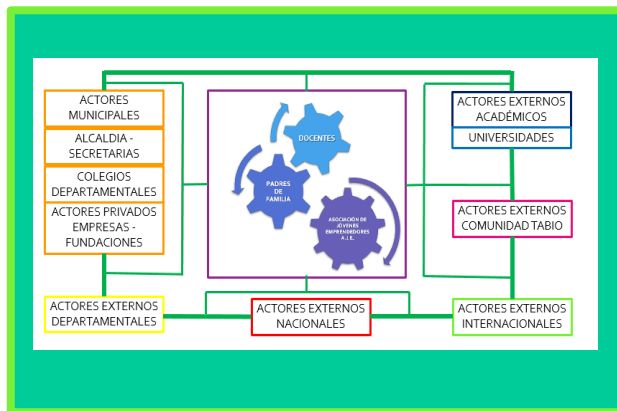 ACTORES
MUNICIPALES
ALCALDIA -
SECRETARIAS
COLEGIOS
DEPARTAMENTALES
ACTORES PRIVADOS
EMPRESAS -
FUNDACIONES
DOCENTES
PADRES
DE
FAMILIA
ASOCIACIÓN DE
JÓVENES
EMPRENDEDORES
A.J.E.
ACTORES EXTERNOS
ACADÉMICOS
UNIVERSIDADES
ACTORES EXTERNOS
COMUNIDAD TABIO
ACTORES EXTERNOS
DEPARTAMENTALES
ACTORES EXTERNOS
NACIONALES
ACTORES EXTERNOS
INTERNACIONALES